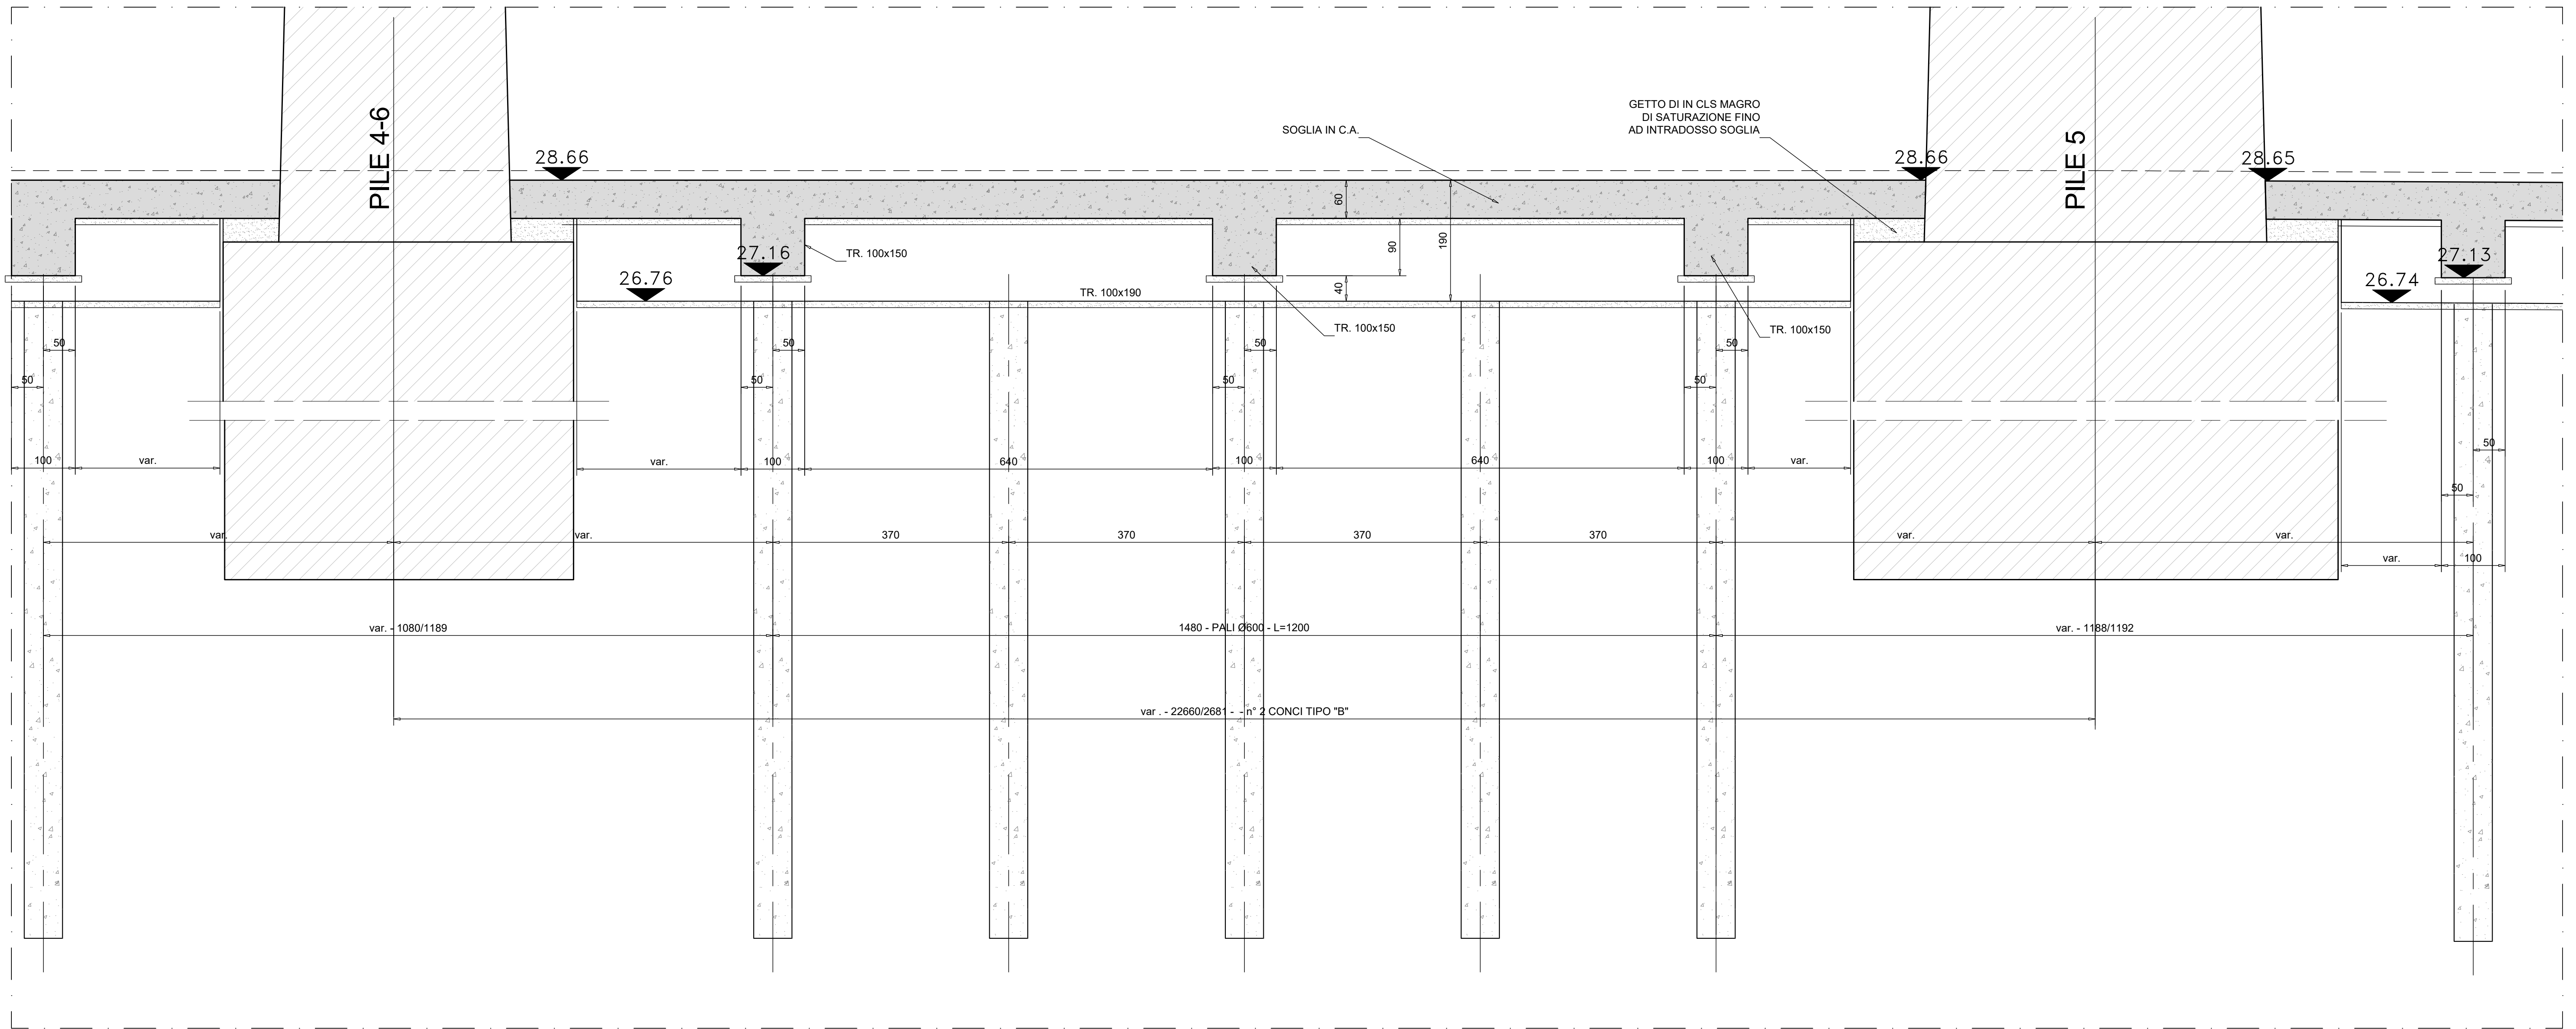 GETTO DI IN CLS MAGRO
DI SATURAZIONE FINO
AD INTRADOSSO SOGLIA
SOGLIA IN C.A.
PILE 4-6
PILE 5
28.66
28.66
28.65
60
90
190
40
TR. 100x150
27.16
26.76
TR. 100x190
TR. 100x150
TR. 100x150
27.13
26.74
50
50
50
50
50
50
50
50
50
50
100
var.
var.
100
640
100
640
100
var.
var.
var.
370
370
370
370
var.
var.
var.
100
var. - 1080/1189
1480 - PALI Ø600 - L=1200
var. - 1188/1192
var . - 22660/2681 - - n° 2 CONCI TIPO "B"